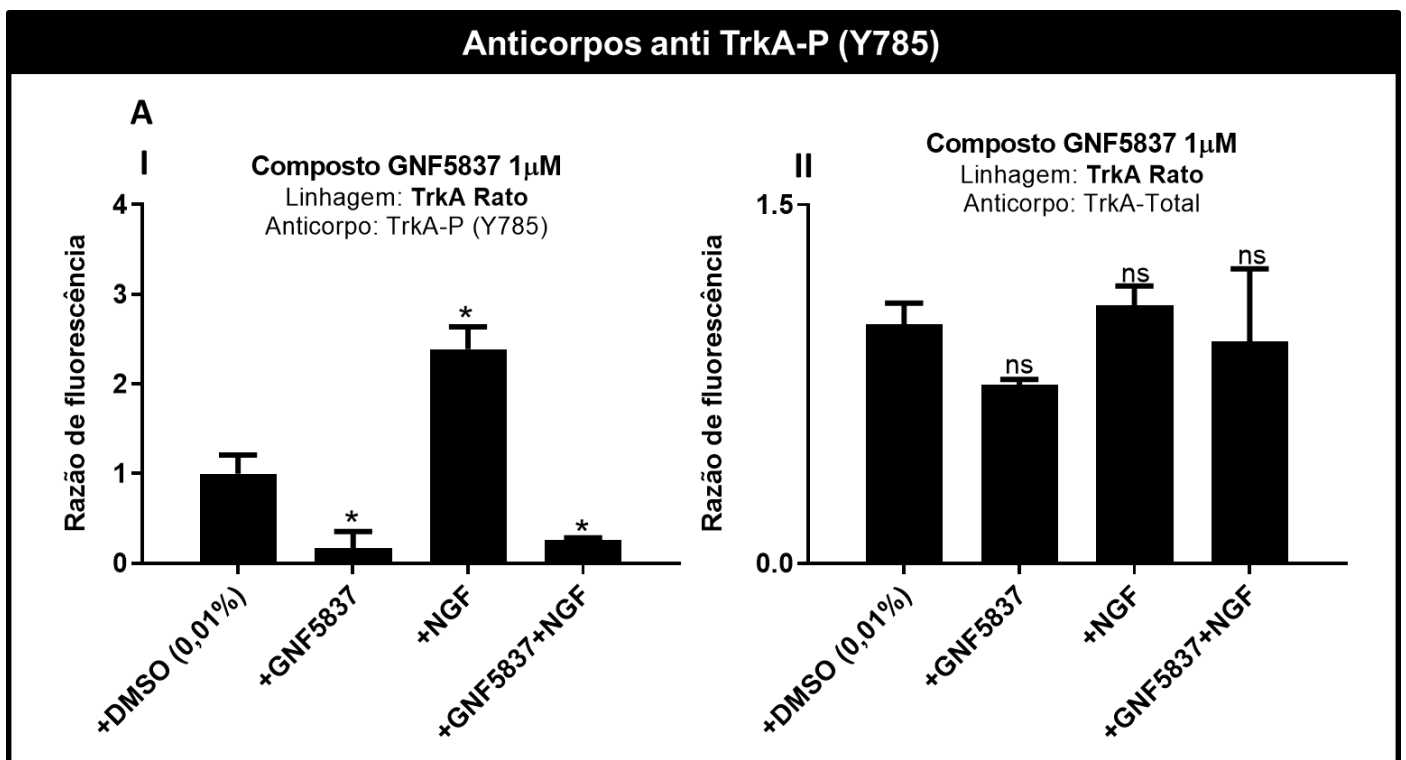 Anticorpos anti TrkA-P (Y785)
A
I
Composto GNF5837 1μM
Linhagem: TrkA Rato
Anticorpo: TrkA-P (Y785)
Razão de fluorescência
4
3
2
1
0
*
*
*
+DMSO (0,01%)
+GNF5837
+NGF
+GNF5837+NGF
II
Composto GNF5837 1μM
Linhagem: TrkA Rato
Anticorpo: TrkA-Total
Razão de fluorescência
1.5
0.0
ns
ns
ns
+DMSO (0,01%)
+GNF5837
+NGF
+GNF5837+NGF